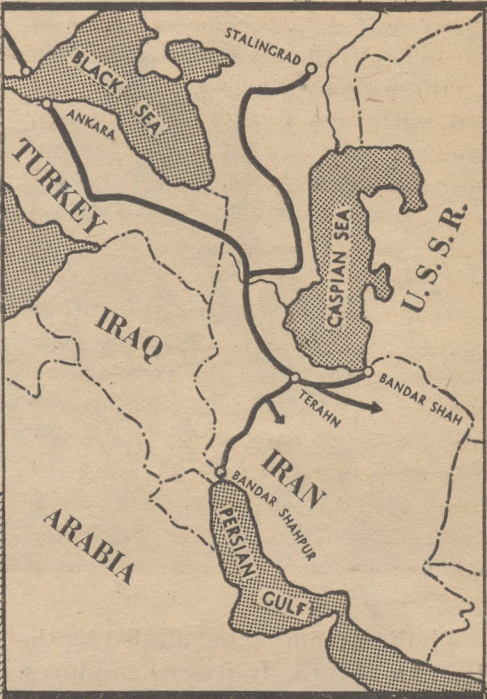 STALINGRAD
BLACK SEA
ANKARA
TURKEY
CASPIAN SEA
U.S.S.R.
IRAQ
BANDAR SHAH
TERAHN
IRAN
BANDAR SHAHPUR
ARABIA
PERSIAN GULF